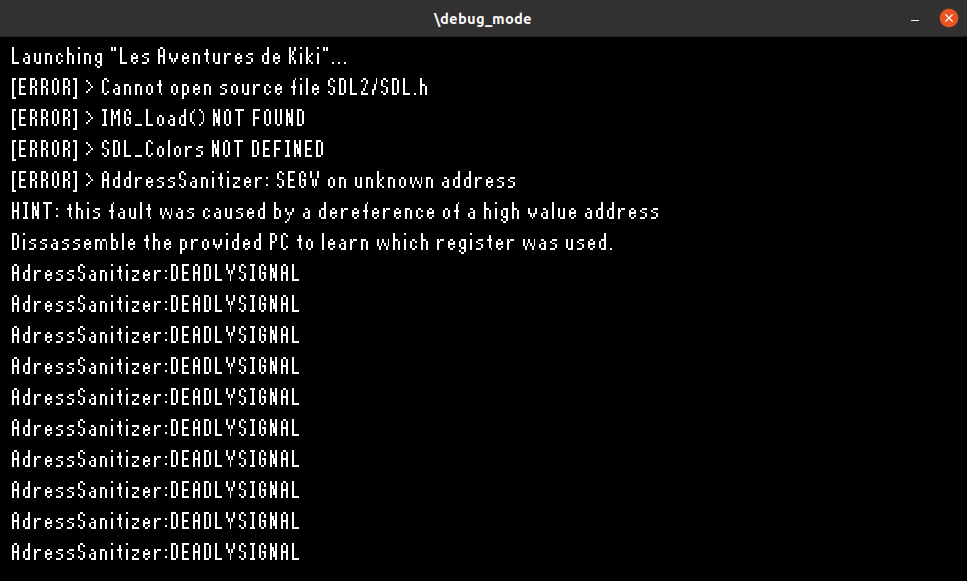 \debug_mode
Launching "Les Aventures de Kiki"...
[ERROR] > Cannot open source file SDL2/SDL.h
[ERROR] > IMG_Load() NOT FOUND
[ERROR] > SDL_Colors NOT DEFINED
[ERROR] > AddressSanitizer: SEGV on unknown address
HINT: this fault was caused by a dereference of a high value address
Dissassemble the provided PC to learn which register was used.
AdressSanitizer:DEADLYSIGNAL
AdressSanitizer:DEADLYSIGNAL
AdressSanitizer:DEADLYSIGNAL
AdressSanitizer:DEADLYSIGNAL
AdressSanitizer:DEADLYSIGNAL
AdressSanitizer:DEADLYSIGNAL
AdressSanitizer:DEADLYSIGNAL
AdressSanitizer:DEADLYSIGNAL
AdressSanitizer:DEADLYSIGNAL
AdressSanitizer:DEADLYSIGNAL